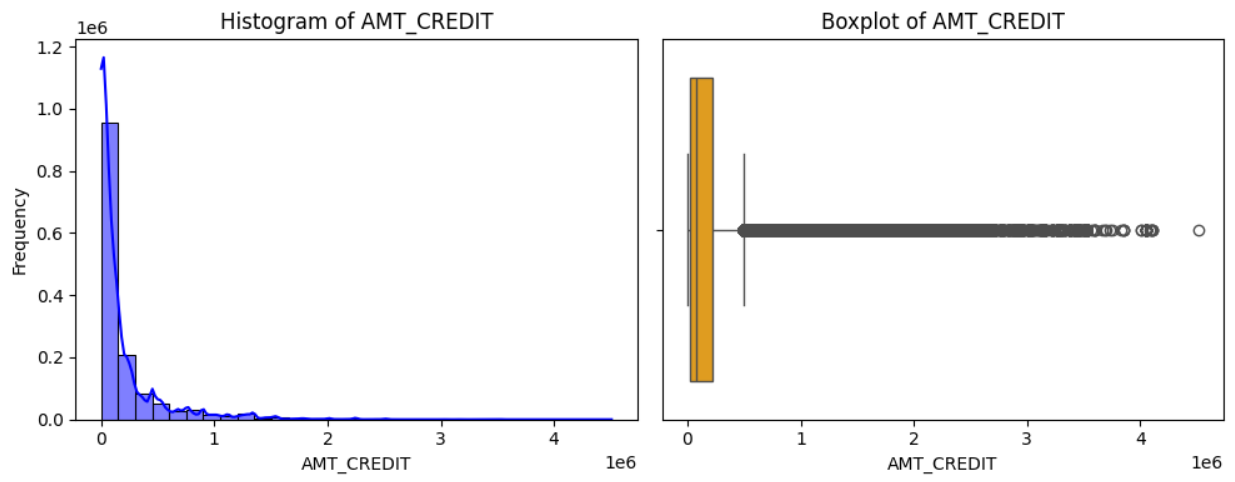 Histogram of AMT_CREDIT
1e6
1.2
1.0
0.8
0.6
0.4
0.2
0.0
Frequency
0 1 2 3 4
1e6
AMT_CREDIT
Boxplot of AMT_CREDIT
0 1 2 3 4
1e6
AMT_CREDIT